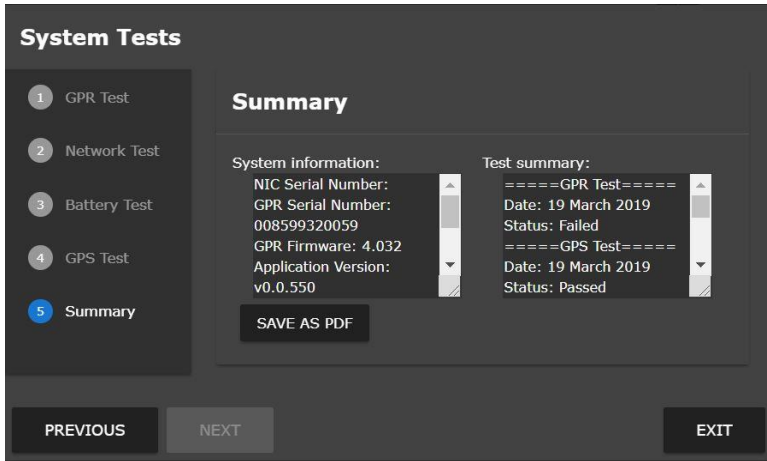 System Tests
1 GPR Test
2 Network Test
3 Battery Test
4 GPS Test
5 Summary
Summary
System information:
NIC Serial Number:
GPR Serial Number:
008599320059
GPR Firmware: 4.032
Application Version:
v0.0.550
Test summary:
=====GPR Test=====
Date: 19 March 2019
Status: Failed
=====GPS Test=====
Date: 19 March 2019
Status: Passed
SAVE AS PDF
PREVIOUS
NEXT
EXIT